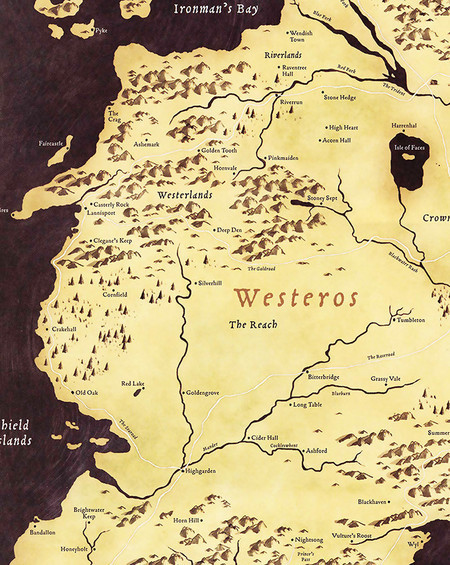 Ironman's Bay
Pyke
Wendish
Town
Blue Fork
Riverlands
Raventree
Hall
Red Fork
The Trident
Riverrun
Stone Hedge
The
Crag
Faircastle
Ashemark
Golden Tooth
High Heart
Acorn Hall
Harrenhal
Isle of Faces
Hornvale
Pinkmaiden
Westerlands
Casterly Rock
Lannisport
Stoney Sept
Crown
Clegane's Keep
Deep Den
Blackwater Rush
The Goldroad
Cornfield
Silverhill
Westeros
The Reach
Tumbleton
Crakehall
The Roseroad
Red Lake
Bitterbridge
Grassy Vale
Old Oak
Goldengrove
Long Table
Blueburn
The Searoad
hield
slands
Mander
Cider Hall
Cockleswhent
Ashford
Summer
Highgarden
Blackhaven
Brightwater
Keep
Horn Hill
Bandallon
Honeyholt
Nightsong
Vulture's Roost
Wyl
Prince's
Pass